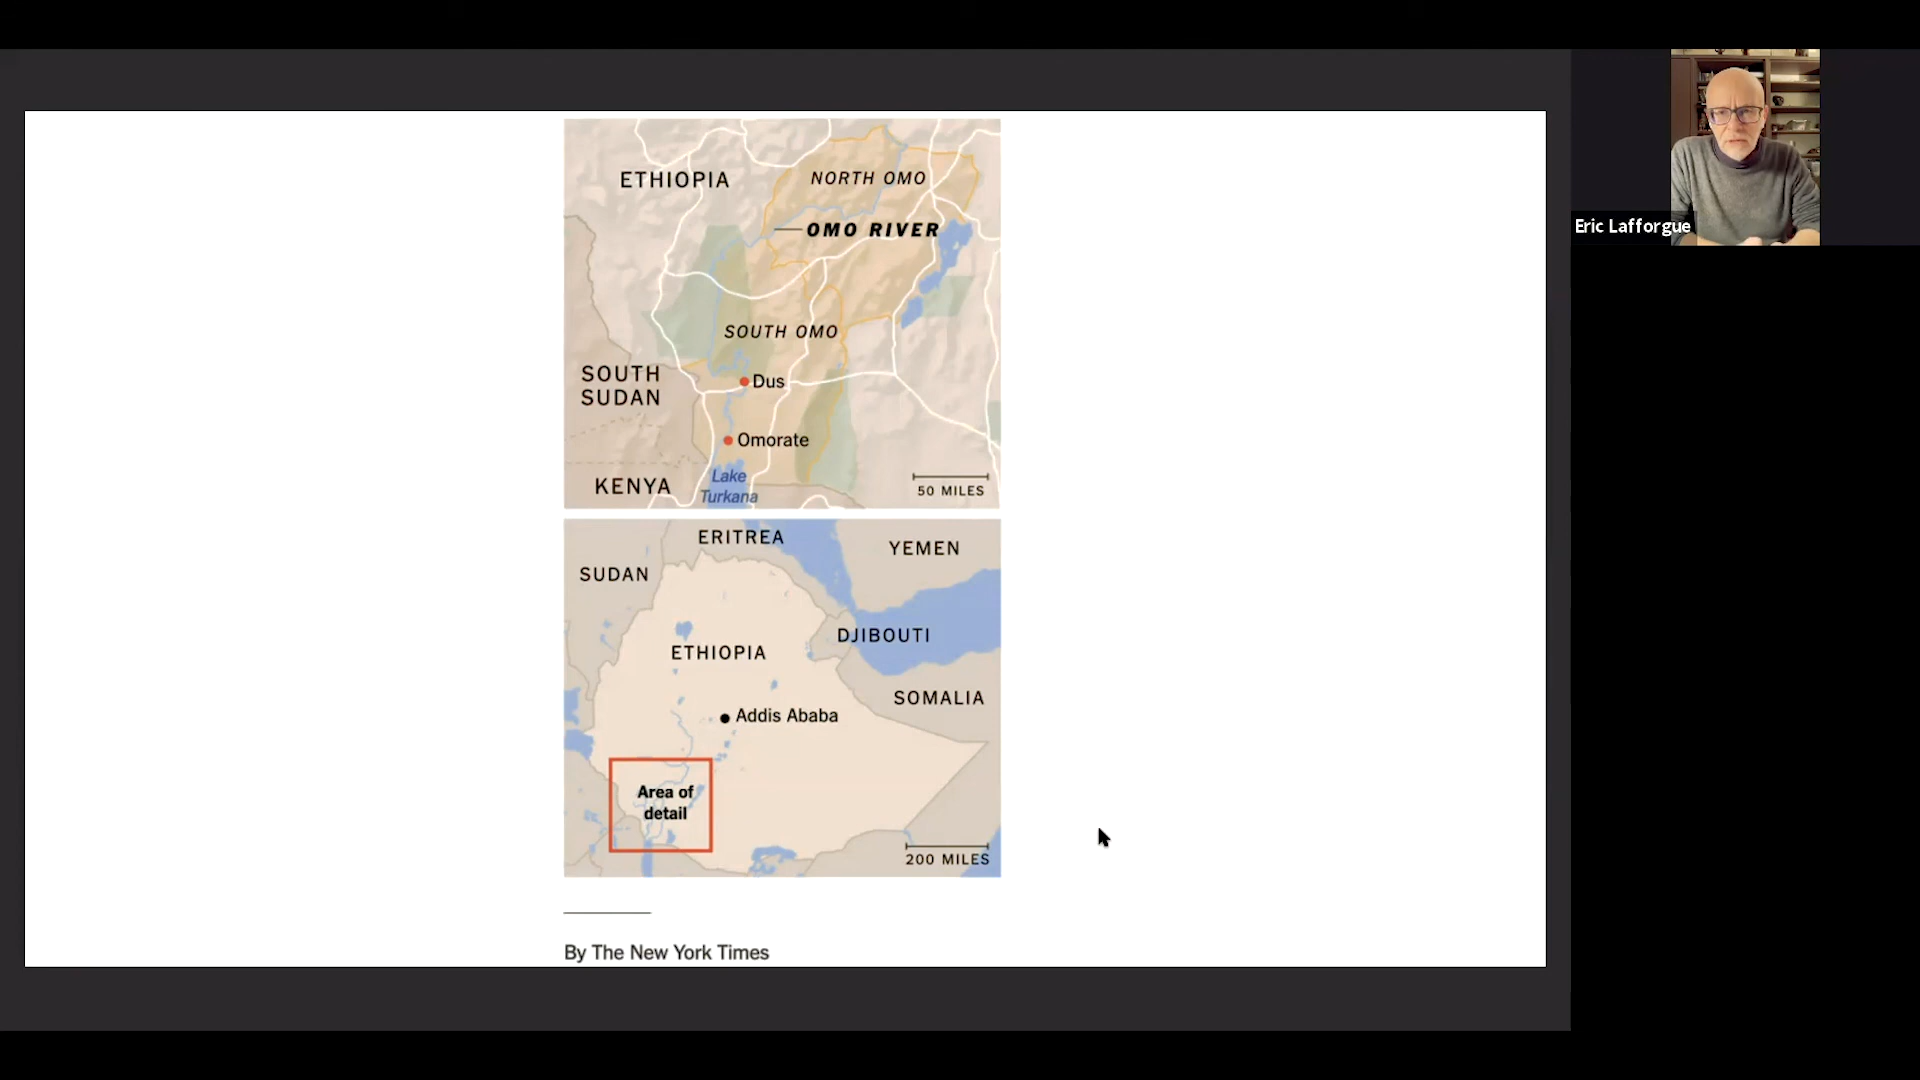 ETHIOPIA
NORTH OMO
OMO RIVER
SOUTH OMO
SOUTH
SUDAN
Dus
Omorate
Lake
Turkana
KENYA
50 MILES
ERITREA
YEMEN
SUDAN
DJIBOUTI
ETHIOPIA
SOMALIA
Addis Ababa
Area of
detail
200 MILES
By The New York Times
Eric Lafforgue